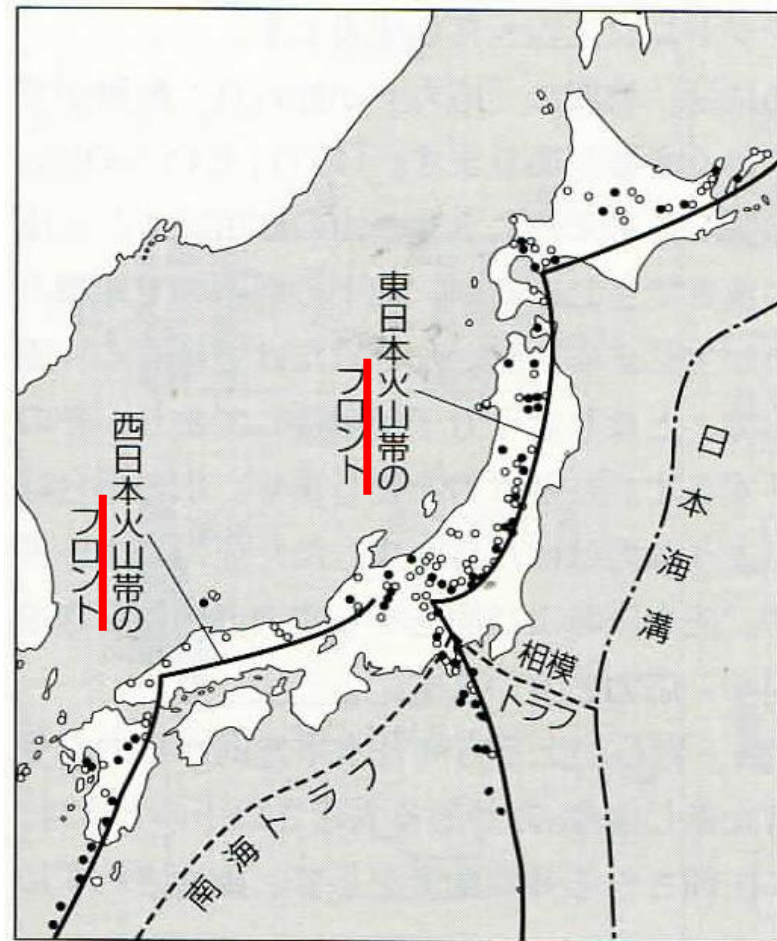 東日本火山帯の
フロント
西日本火山帯の
フロント
日本海溝
相模
トラフ
南海トラフ